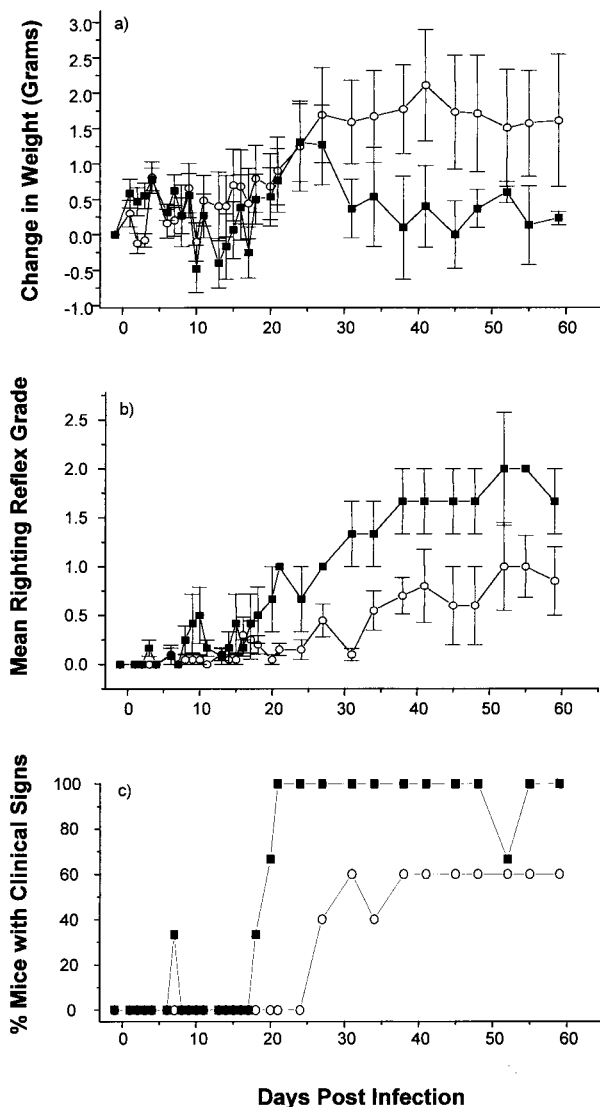 a)
Change in Weight (Grams)
3.0
2.5
2.0
1.5
1.0
0.5
0.0
-0.5
-1.0
0 10 20 30 40 50 60
b)
Mean Righting Reflex Grade
2.5
2.0
1.5
1.0
0.5
0.0
0 10 20 30 40 50 60
c)
% Mice with Clinical Signs
100
80
60
40
20
0
0 10 20 30 40 50 60
Days Post Infection